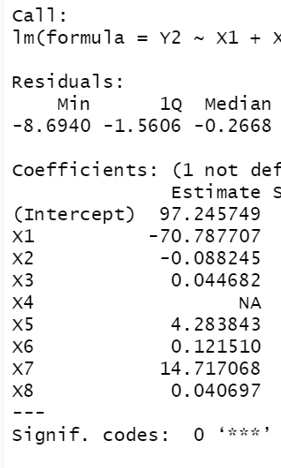 Call:
lm(formula = Y2 ~ X1 +
Residuals:
Min 1Q Median
-8.6940 -1.5606 -0.2668
Coefficients: (1 not def
Estimate S
(Intercept) 97.245749
X1 -70.787707
X2 -0.088245
X3 0.044682
X4 NA
X5 4.283843
X6 0.121510
X7 14.717068
X8 0.040697
---
Signif. codes: 0 ‘***’